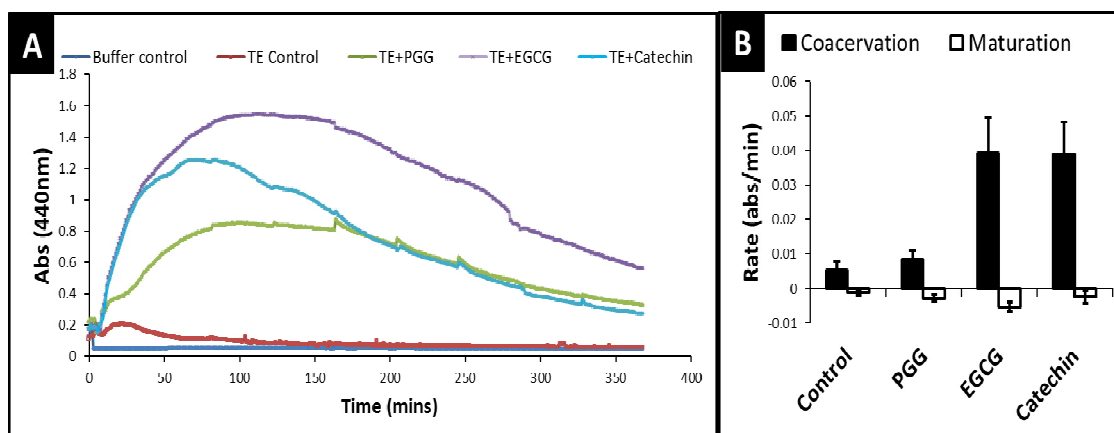 A
Buffer control TE Control TE+PGG TE+EGCG TE+Catechin
1.8
1.6
1.4
1.2
1
0.8
0.6
0.4
0.2
0
Abs (440nm)
0 50 100 150 200 250 300 350 400
Time (mins)
B
Coacervation Maturation
0.06
0.05
0.04
0.03
0.02
0.01
0
-0.01
Rate (abs/min)
Control PGG EGCG Catechin